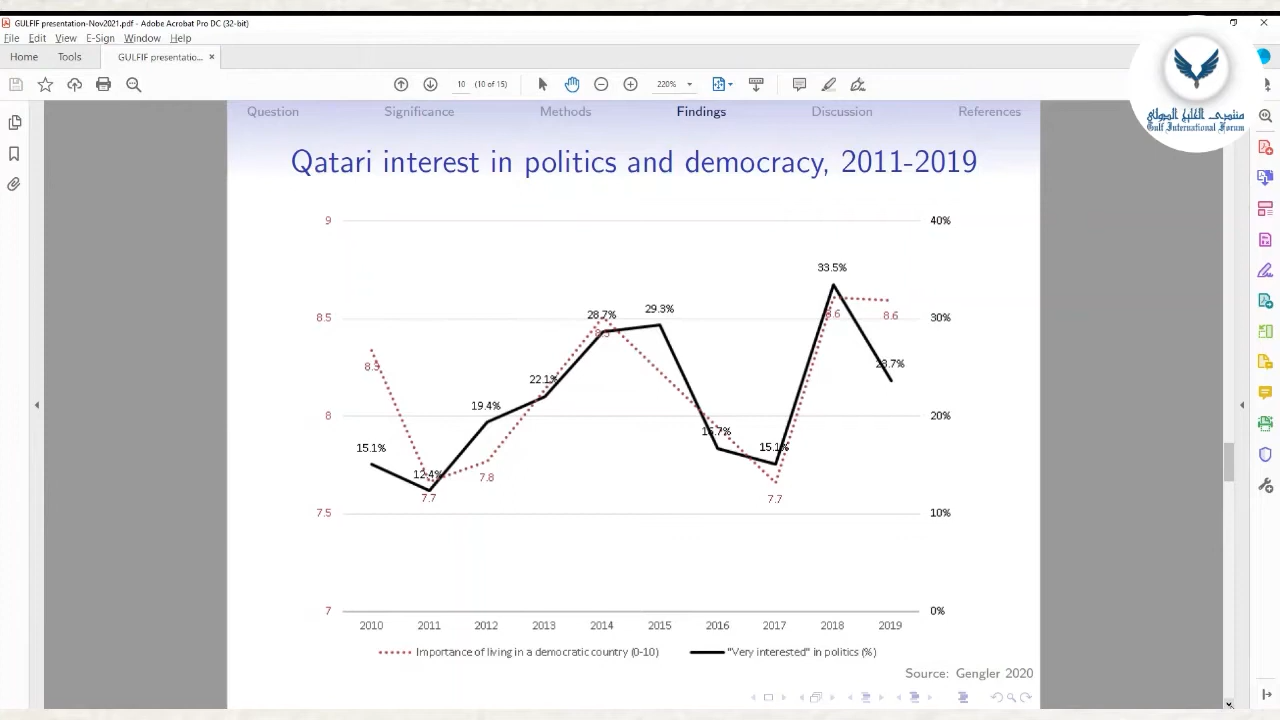 GULFIF presentation-Nov2021.pdf - Adobe Acrobat Pro DC (32-bit)
File Edit View E-Sign Window Help
Home Tools GULFIF presentatio... ×
10 (10 of 15) 220%
منتدى الخليج الدولي
Gulf International Forum
Question Significance Methods Findings Discussion References
Qatari interest in politics and democracy, 2011-2019
9 40%
33.5%
8.5 28.7% 29.3% 8.6 8.6 30%
8.5
8.3 23.7%
22.1%
19.4%
8 20%
15.1% 16.7% 15.1%
12.4% 7.8
7.7 7.7
7.5 10%
7 0%
2010 2011 2012 2013 2014 2015 2016 2017 2018 2019
Importance of living in a democratic country (0-10) "Very interested" in politics (%)
Source: Gengler 2020